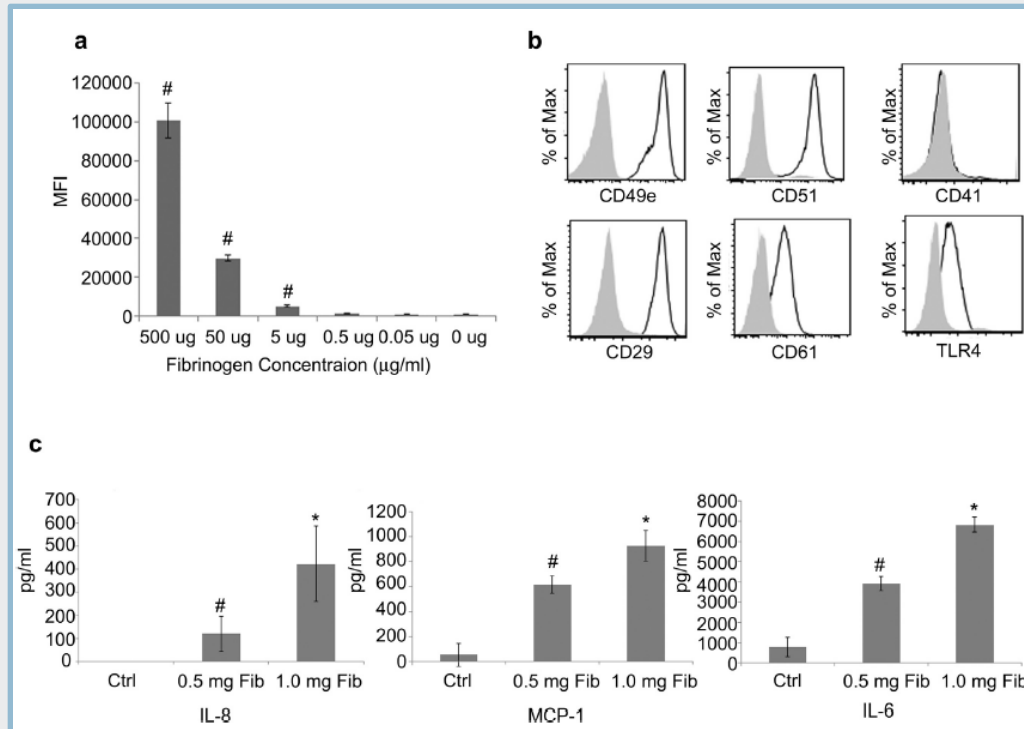 a
120000
100000
80000
60000
40000
20000
0
MFI
#
#
#
500 ug 50 ug 5 ug 0.5 ug 0.05 ug 0 ug
Fibrinogen Concentraion (μg/ml)
b
% of Max
CD49e
% of Max
CD51
% of Max
CD41
% of Max
CD29
% of Max
CD61
% of Max
TLR4
c
700
600
500
400
300
200
100
0
pg/ml
#
*
Ctrl 0.5 mg Fib 1.0 mg Fib
IL-8
1200
1000
800
600
400
200
0
pg/ml
#
*
Ctrl 0.5 mg Fib 1.0 mg Fib
MCP-1
8000
7000
6000
5000
4000
3000
2000
1000
0
pg/ml
#
*
Ctrl 0.5 mg Fib 1.0 mg Fib
IL-6